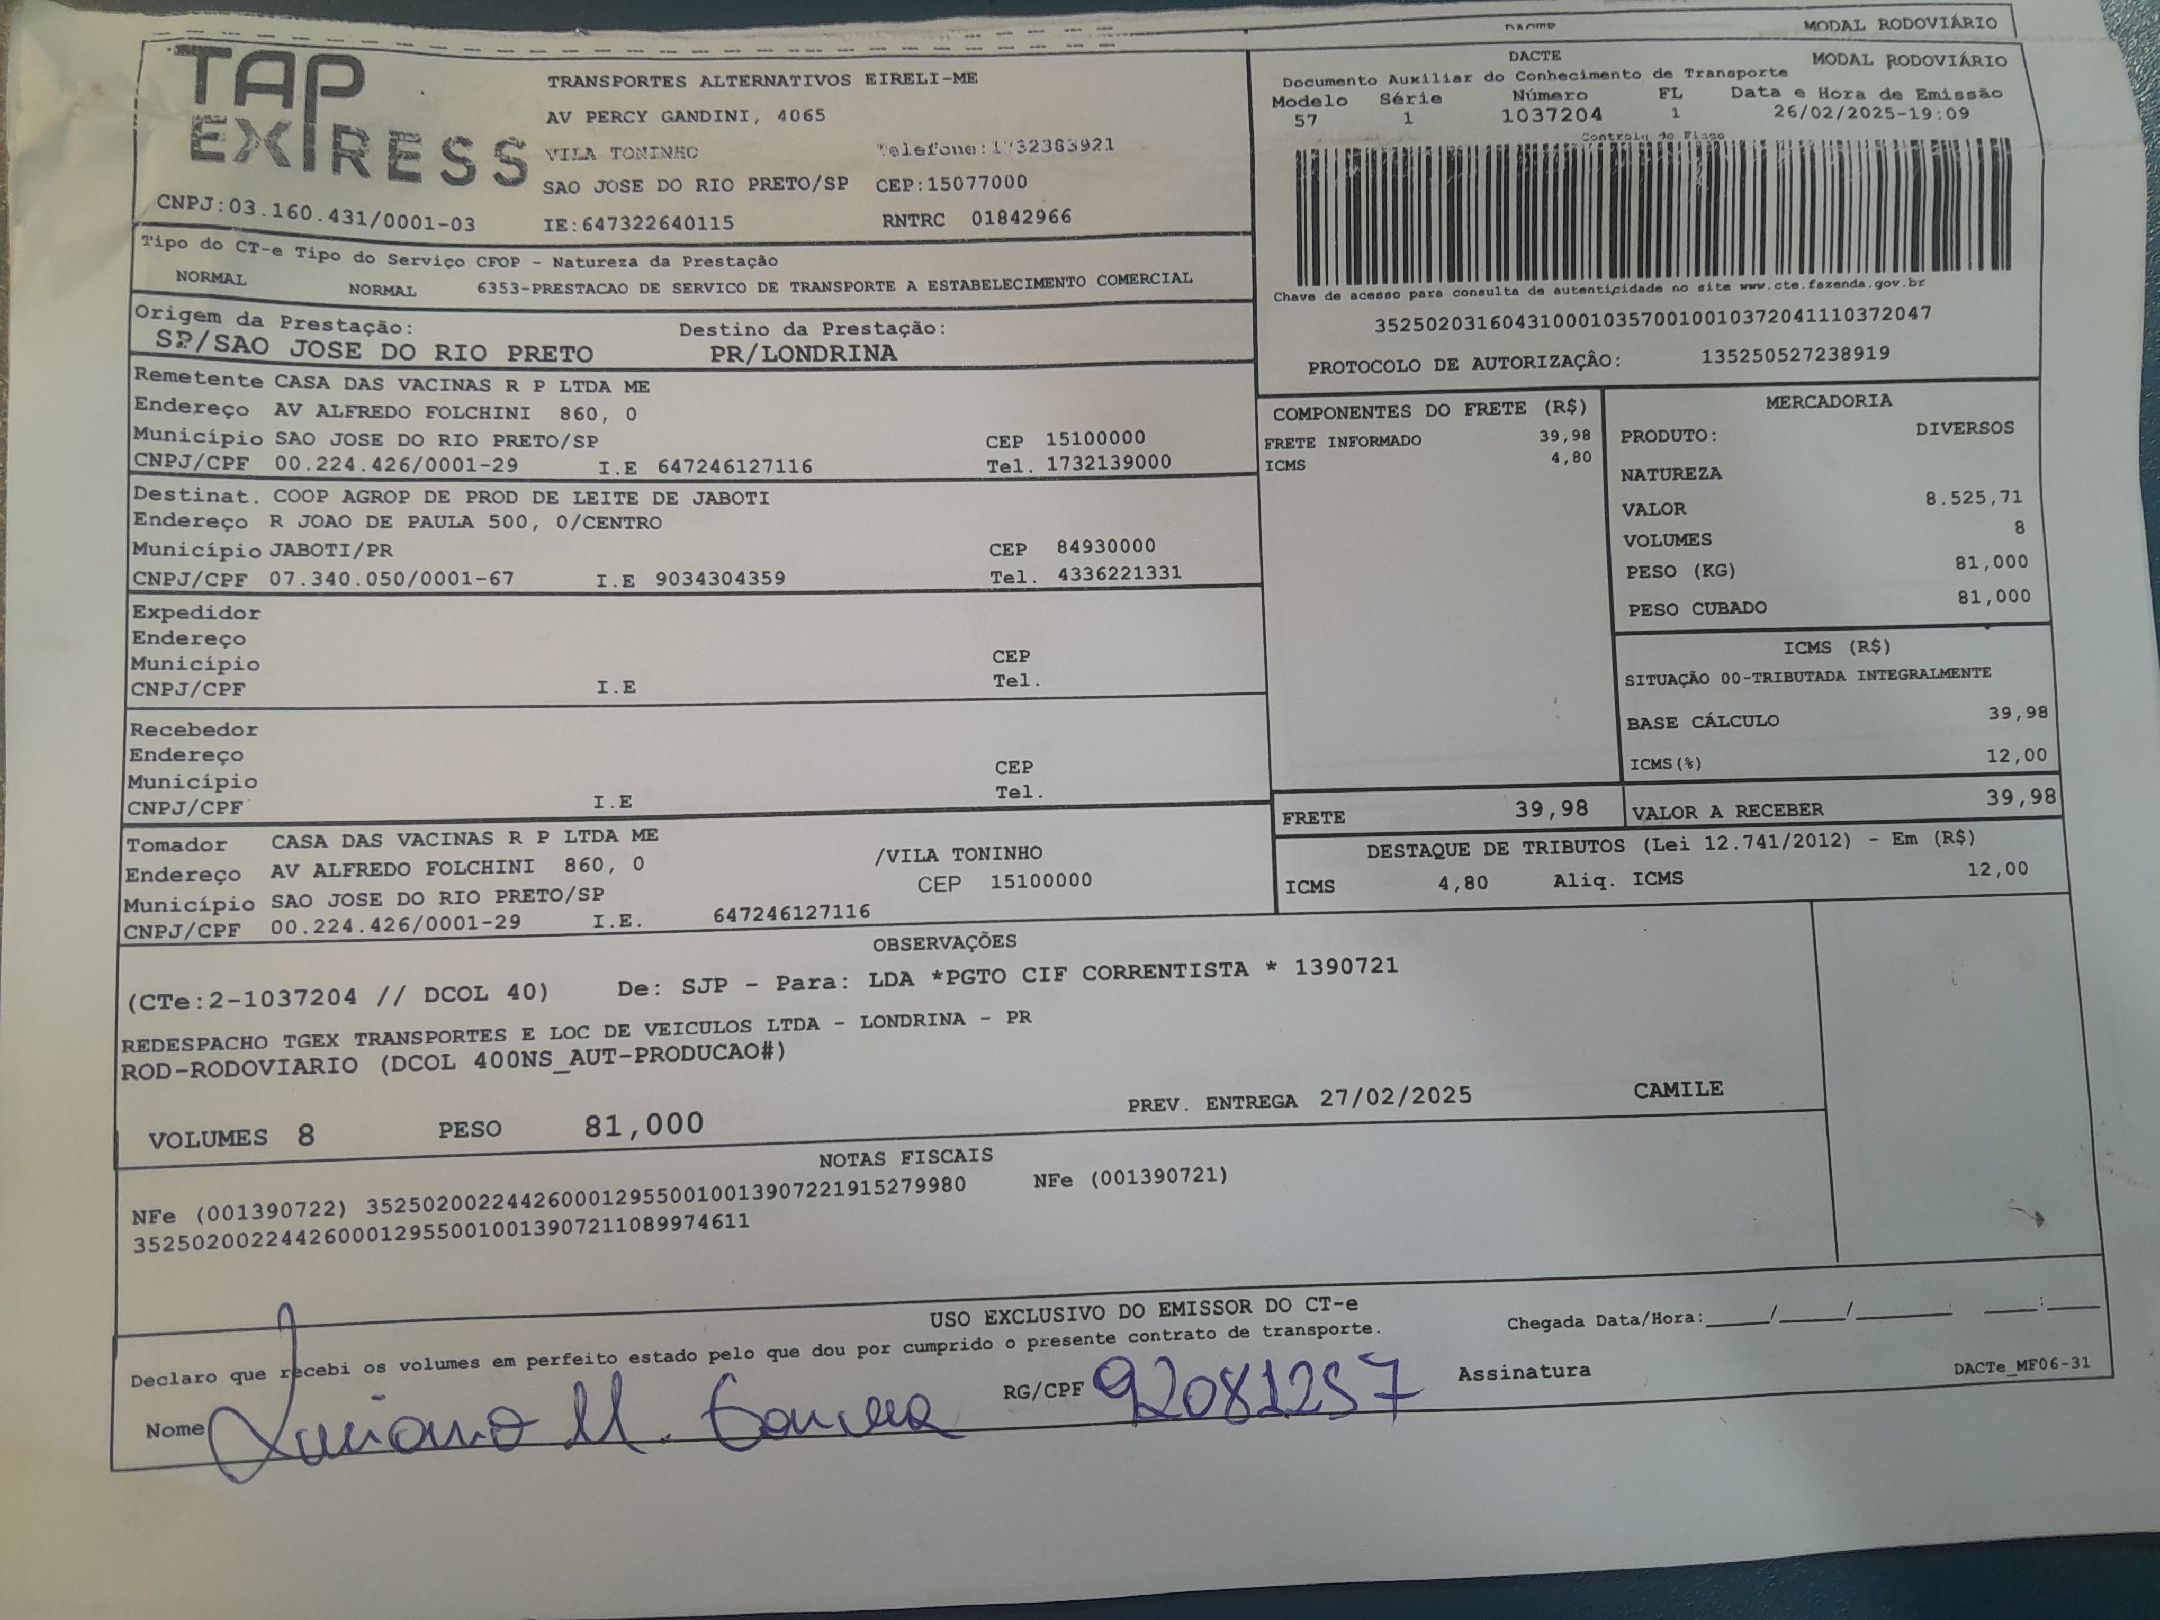 DACTE MODAL RODOVIÁRIO
TAP EXPRESS
TRANSPORTES ALTERNATIVOS EIRELI-ME
AV PERCY GANDINI, 4065
VILA TONINHO Telefone:1732383921
SAO JOSE DO RIO PRETO/SP CEP:15077000
CNPJ:03.160.431/0001-03 IE:647322640115 RNTRC 01842966
DACTE MODAL RODOVIÁRIO
Documento Auxiliar do Conhecimento de Transporte
Modelo Série Número FL Data e Hora de Emissão
57 1 1037204 1 26/02/2025-19:09
Controle do Fisco
Chave de acesso para consulta de autenticidade no site www.cte.fazenda.gov.br
35250203160431000103570010010372041110372047
PROTOCOLO DE AUTORIZAÇÂO: 135250527238919
Tipo do CT-e Tipo do Serviço CFOP - Natureza da Prestação
NORMAL NORMAL 6353-PRESTACAO DE SERVICO DE TRANSPORTE A ESTABELECIMENTO COMERCIAL
Origem da Prestação: Destino da Prestação:
SP/SAO JOSE DO RIO PRETO PR/LONDRINA
Remetente CASA DAS VACINAS R P LTDA ME
Endereço AV ALFREDO FOLCHINI 860, 0
Município SAO JOSE DO RIO PRETO/SP CEP 15100000
CNPJ/CPF 00.224.426/0001-29 I.E 647246127116 Tel. 1732139000
Destinat. COOP AGROP DE PROD DE LEITE DE JABOTI
Endereço R JOAO DE PAULA 500, 0/CENTRO
Município JABOTI/PR CEP 84930000
CNPJ/CPF 07.340.050/0001-67 I.E 9034304359 Tel. 4336221331
Expedidor
Endereço
Município CEP
CNPJ/CPF I.E Tel.
Recebedor
Endereço
Município CEP
CNPJ/CPF I.E Tel.
Tomador CASA DAS VACINAS R P LTDA ME
Endereço AV ALFREDO FOLCHINI 860, 0 /VILA TONINHO
Município SAO JOSE DO RIO PRETO/SP CEP 15100000
CNPJ/CPF 00.224.426/0001-29 I.E. 647246127116
COMPONENTES DO FRETE (R$)
FRETE INFORMADO 39,98
ICMS 4,80
MERCADORIA
PRODUTO: DIVERSOS
NATUREZA
VALOR 8.525,71
VOLUMES 8
PESO (KG) 81,000
PESO CUBADO 81,000
ICMS (R$)
SITUAÇÃO 00-TRIBUTADA INTEGRALMENTE
BASE CÁLCULO 39,98
ICMS(%) 12,00
FRETE 39,98 VALOR A RECEBER 39,98
DESTAQUE DE TRIBUTOS (Lei 12.741/2012) - Em (R$)
ICMS 4,80 Aliq. ICMS 12,00
OBSERVAÇÕES
(CTe:2-1037204 // DCOL 40) De: SJP - Para: LDA *PGTO CIF CORRENTISTA * 1390721
REDESPACHO TGEX TRANSPORTES E LOC DE VEICULOS LTDA - LONDRINA - PR
ROD-RODOVIARIO (DCOL 400NS_AUT-PRODUCAO#)
VOLUMES 8 PESO 81,000 PREV. ENTREGA 27/02/2025 CAMILE
NOTAS FISCAIS
NFe (001390722) 35250200224426000129550010013907221915279980 NFe (001390721)
35250200224426000129550010013907211089974611
USO EXCLUSIVO DO EMISSOR DO CT-e
Declaro que recebi os volumes em perfeito estado pelo que dou por cumprido o presente contrato de transporte. Chegada Data/Hora:_____/_____/________ ____:____
Nome Luciano M. RG/CPF 92081257 Assinatura DACTe_MF06-31